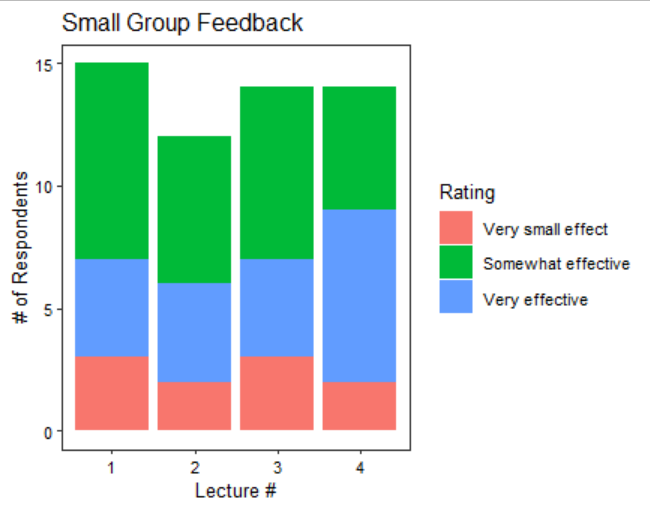 Small Group Feedback
15
10
5
0
# of Respondents
1 2 3 4
Lecture #
Rating
Very small effect
Somewhat effective
Very effective